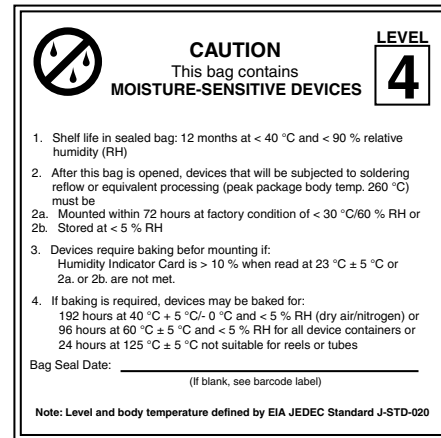 LEVEL
CAUTION
4
This bag contains
MOISTURE-SENSITIVE DEVICES
1. Shelf life in sealed bag: 12 months at < 40 °C and < 90 % relative
humidity (RH)
2. After this bag is opened, devices that will be subjected to soldering
reflow or equivalent processing (peak package body temp. 260 °C)
must be
2a. Mounted within 72 hours at factory condition of < 30 °C/60 % RH or
2b. Stored at < 5 % RH
3. Devices require baking befor mounting if:
Humidity Indicator Card is > 10 % when read at 23 °C ± 5 °C or
2a. or 2b. are not met.
4. If baking is required, devices may be baked for:
192 hours at 40 °C + 5 °C/- 0 °C and < 5 % RH (dry air/nitrogen) or
96 hours at 60 °C ± 5 °C and < 5 % RH for all device containers or
24 hours at 125 °C ± 5 °C not suitable for reels or tubes
Bag Seal Date:
(If blank, see barcode label)
Note: Level and body temperature defined by EIA JEDEC Standard J-STD-020